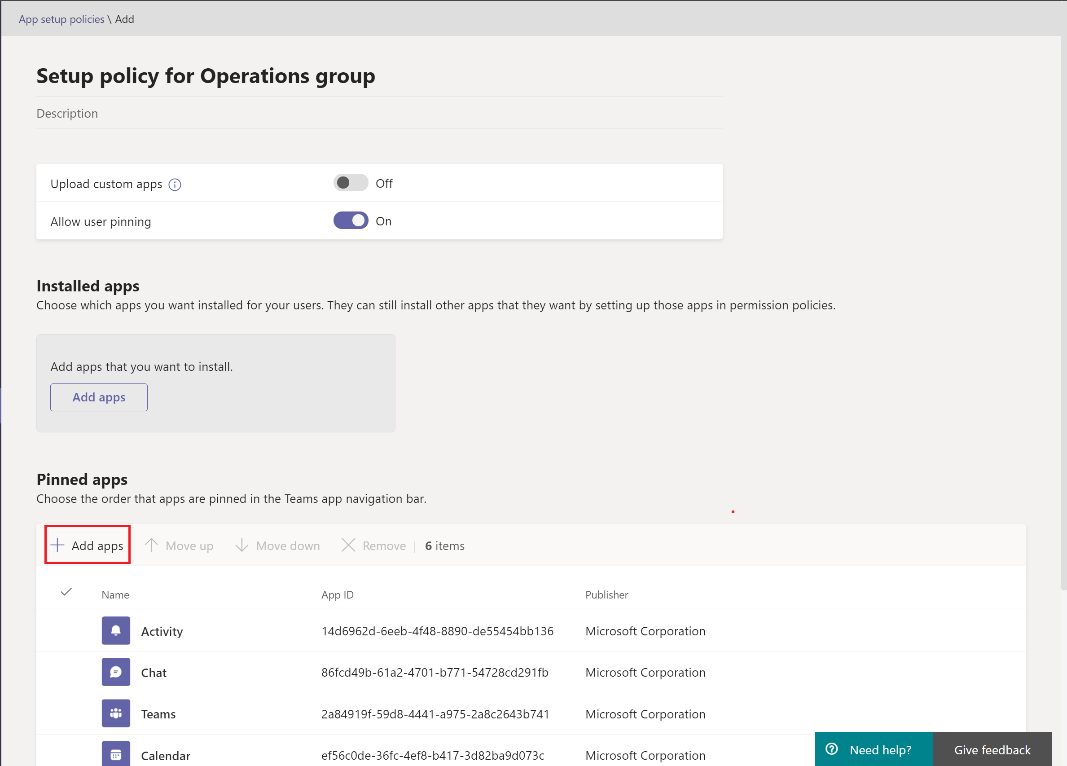 App setup policies \ Add
Setup policy for Operations group
Description
Upload custom apps Off
Allow user pinning On
Installed apps
Choose which apps you want installed for your users. They can still install other apps that they want by setting up those apps in permission policies.
Add apps that you want to install.
Add apps
Pinned apps
Choose the order that apps are pinned in the Teams app navigation bar.
Add apps Move up Move down Remove 6 items
Name App ID Publisher
Activity 14d6962d-6eeb-4f48-8890-de55454bb136 Microsoft Corporation
Chat 86fcd49b-61a2-4701-b771-54728cd291fb Microsoft Corporation
Teams 2a84919f-59d8-4441-a975-2a8c2643b741 Microsoft Corporation
Calendar ef56c0de-36fc-4ef8-b417-3d82ba9d073c
Need help? Give feedback